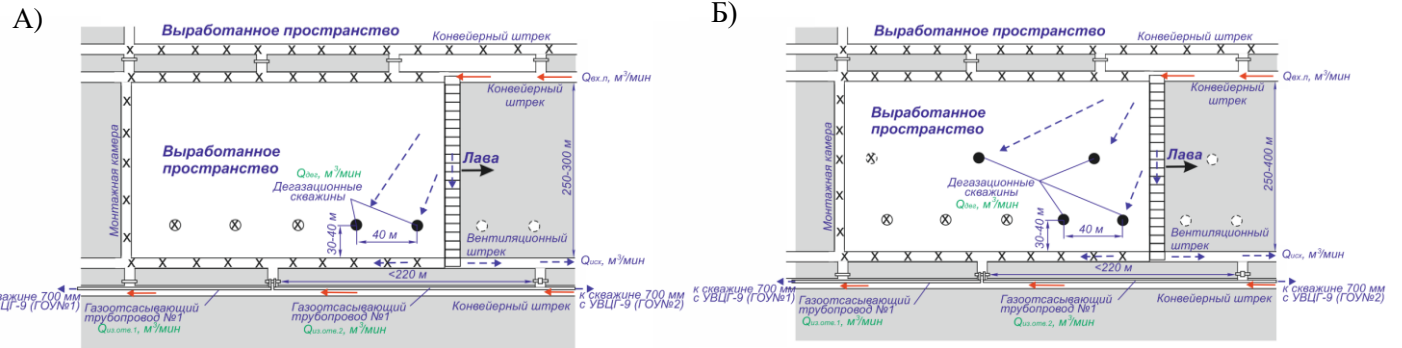 А)
Выработанное пространство
Конвейерный штрек
Qвх.л, м³/мин
Конвейерный
штрек
Монтажная камера
Выработанное
пространство
Qдег, м³/мин
Дегазационные
скважины
Лава
250-300 м
30-40 м
40 м
Вентиляционный
штрек
Qисх, м³/мин
<220 м
кважине 700 мм
ВЦГ-9 (ГОУ№1)
к скважине 700 мм
с УВЦГ-9 (ГОУ№2)
Газоотсасывающий
трубопровод №1
Qиз.отв.1, м³/мин
Газоотсасывающий
трубопровод №1
Qиз.отв.2, м³/мин
Конвейерный штрек
Б)
Выработанное пространство
Конвейерный штрек
Qвх.л, м³/мин
Конвейерный
штрек
Монтажная камера
Выработанное
пространство
Лава
250-400 м
Дегазационные
скважины
Qдег, м³/мин
30-40 м
40 м
Вентиляционный
штрек
Qисх, м³/мин
<220 м
к скважине 700 мм
с УВЦГ-9 (ГОУ№1)
к скважине 700 мм
с УВЦГ-9 (ГОУ№2)
Газоотсасывающий
трубопровод №1
Qиз.отв.1, м³/мин
Газоотсасывающий
трубопровод №1
Qиз.отв.2, м³/мин
Конвейерный штрек